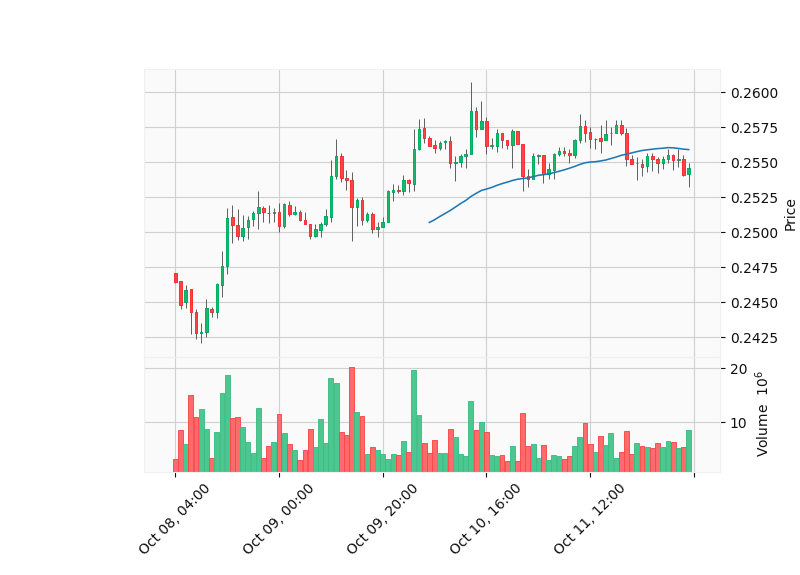 0.2600
0.2575
0.2550
0.2525
0.2500
0.2475
0.2450
0.2425
Price
20
10
Volume 10⁶
Oct 08, 04:00
Oct 09, 00:00
Oct 09, 20:00
Oct 10, 16:00
Oct 11, 12:00